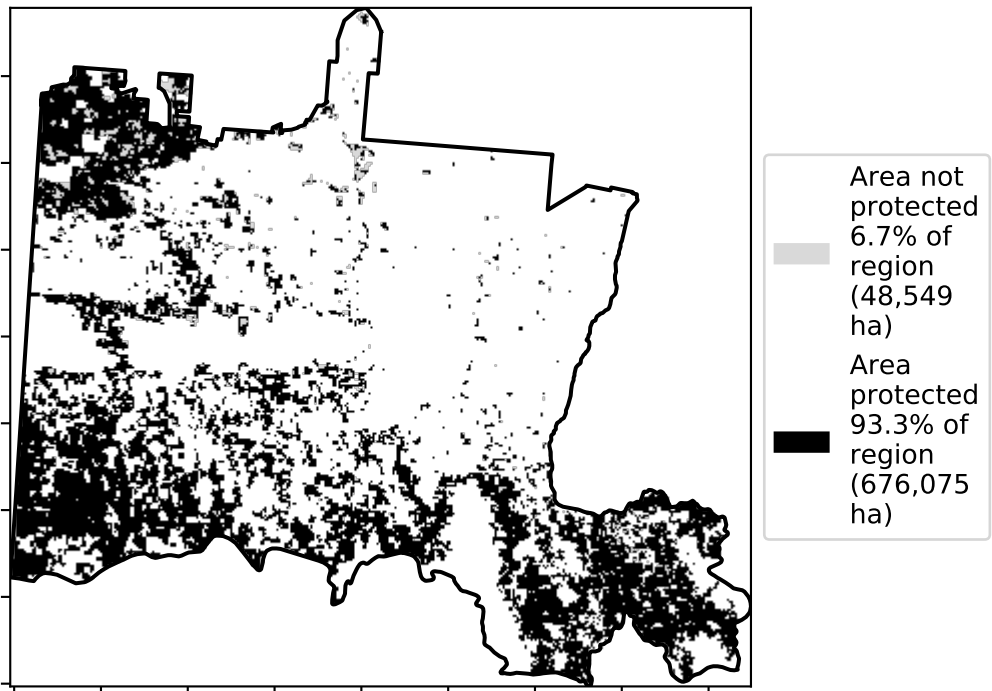 Area not
protected
6.7% of
region
(48,549
ha)
Area
protected
93.3% of
region
(676,075
ha)